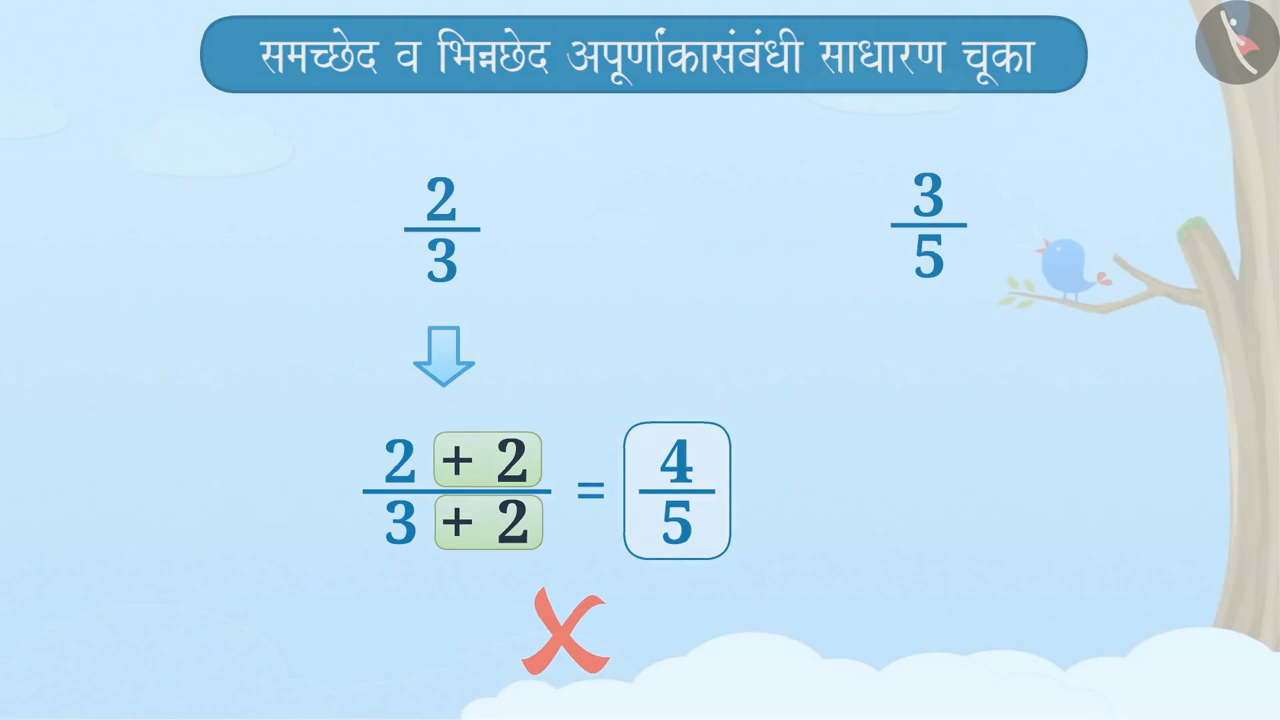 समच्छेद व भिन्नछेद अपूर्णांकासंबंधी साधारण चूका
2
3
3
5
2 + 2
3 + 2
=
4
5